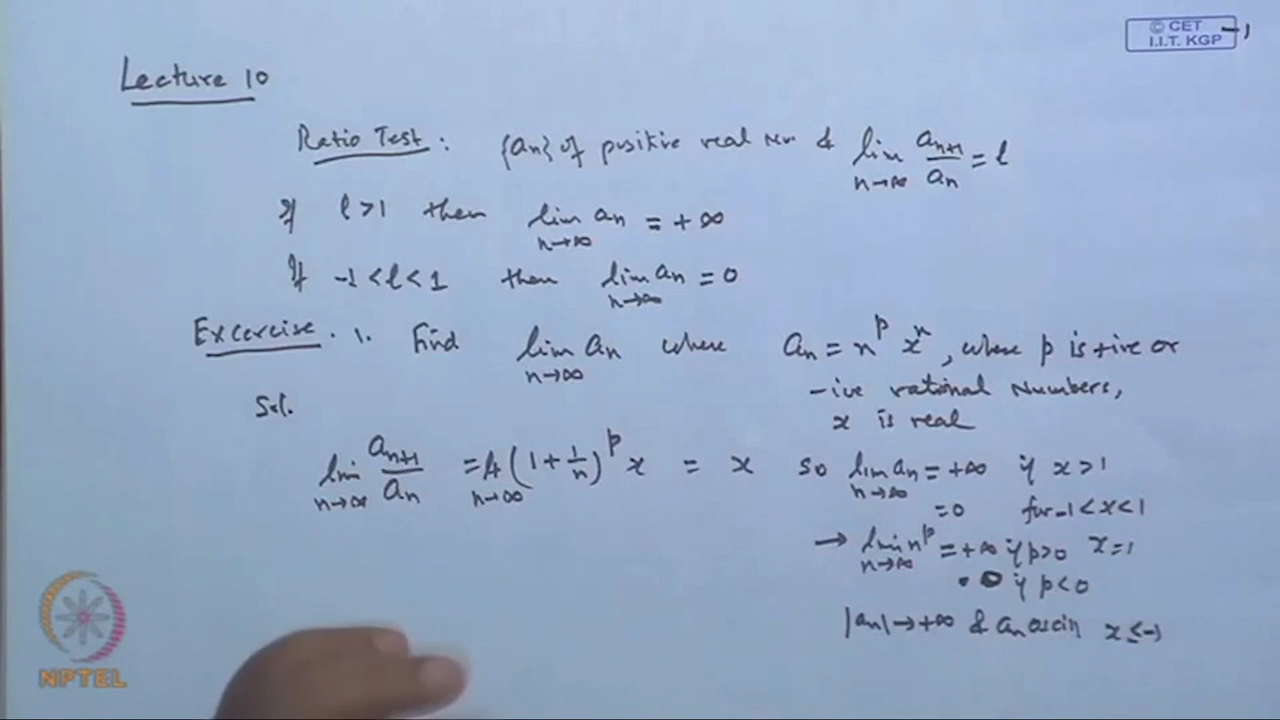 © CET
I.I.T. KGP
Lecture 10
Ratio Test : {an} of positive real Nr & lim n→∞ an+1/an = l
If l > 1 then lim n→∞ an = + ∞
If -1 < l < 1 then lim n→∞ an = 0
Excercise. 1. Find lim n→∞ an where an = n^p x^n , where p is +ive or
-ive rational Numbers,
x is real
Sol.
lim n→∞ an+1/an = lt n→∞ (1 + 1/n)^p x = x so lim n→∞ an = +∞ if x > 1
= 0 for -1 < x < 1
→ lim n→∞ n^p = +∞ if p>0 x = 1
0 if p < 0
|an| → +∞ & an x ≤ -1
NPTEL